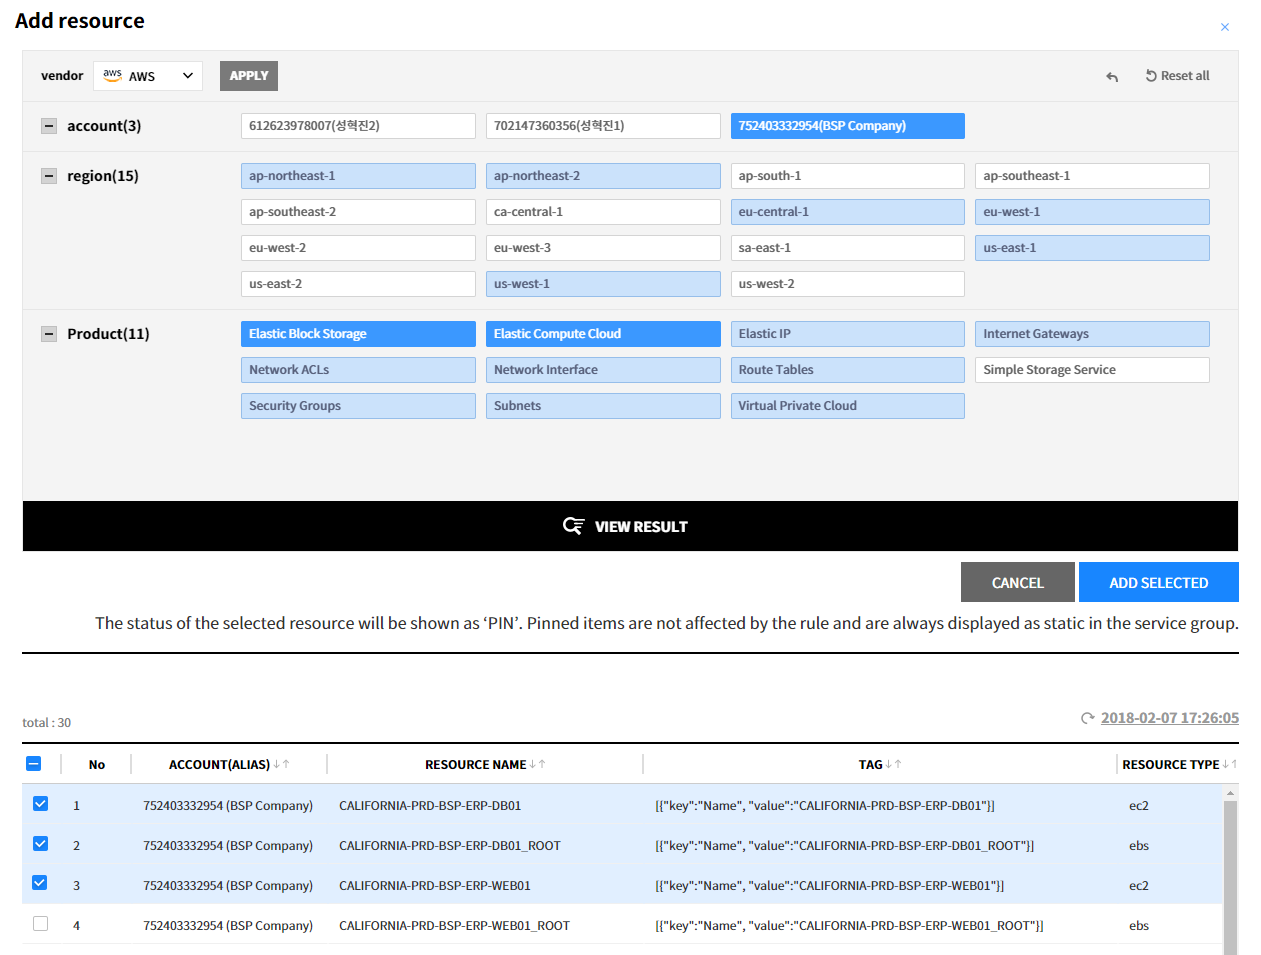 Add resource
×
vendor aws AWS APPLY Reset all
account(3) 612623978007(성혁진2) 702147360356(성혁진1) 752403332954(BSP Company)
region(15) ap-northeast-1 ap-northeast-2 ap-south-1 ap-southeast-1
ap-southeast-2 ca-central-1 eu-central-1 eu-west-1
eu-west-2 eu-west-3 sa-east-1 us-east-1
us-east-2 us-west-1 us-west-2
Product(11) Elastic Block Storage Elastic Compute Cloud Elastic IP Internet Gateways
Network ACLs Network Interface Route Tables Simple Storage Service
Security Groups Subnets Virtual Private Cloud
VIEW RESULT
CANCEL ADD SELECTED
The status of the selected resource will be shown as ‘PIN’. Pinned items are not affected by the rule and are always displayed as static in the service group.
total : 30 2018-02-07 17:26:05
No ACCOUNT(ALIAS) RESOURCE NAME TAG RESOURCE TYPE
1 752403332954 (BSP Company) CALIFORNIA-PRD-BSP-ERP-DB01 [{"key":"Name", "value":"CALIFORNIA-PRD-BSP-ERP-DB01"}] ec2
2 752403332954 (BSP Company) CALIFORNIA-PRD-BSP-ERP-DB01_ROOT [{"key":"Name", "value":"CALIFORNIA-PRD-BSP-ERP-DB01_ROOT"}] ebs
3 752403332954 (BSP Company) CALIFORNIA-PRD-BSP-ERP-WEB01 [{"key":"Name", "value":"CALIFORNIA-PRD-BSP-ERP-WEB01"}] ec2
4 752403332954 (BSP Company) CALIFORNIA-PRD-BSP-ERP-WEB01_ROOT [{"key":"Name", "value":"CALIFORNIA-PRD-BSP-ERP-WEB01_ROOT"}] ebs